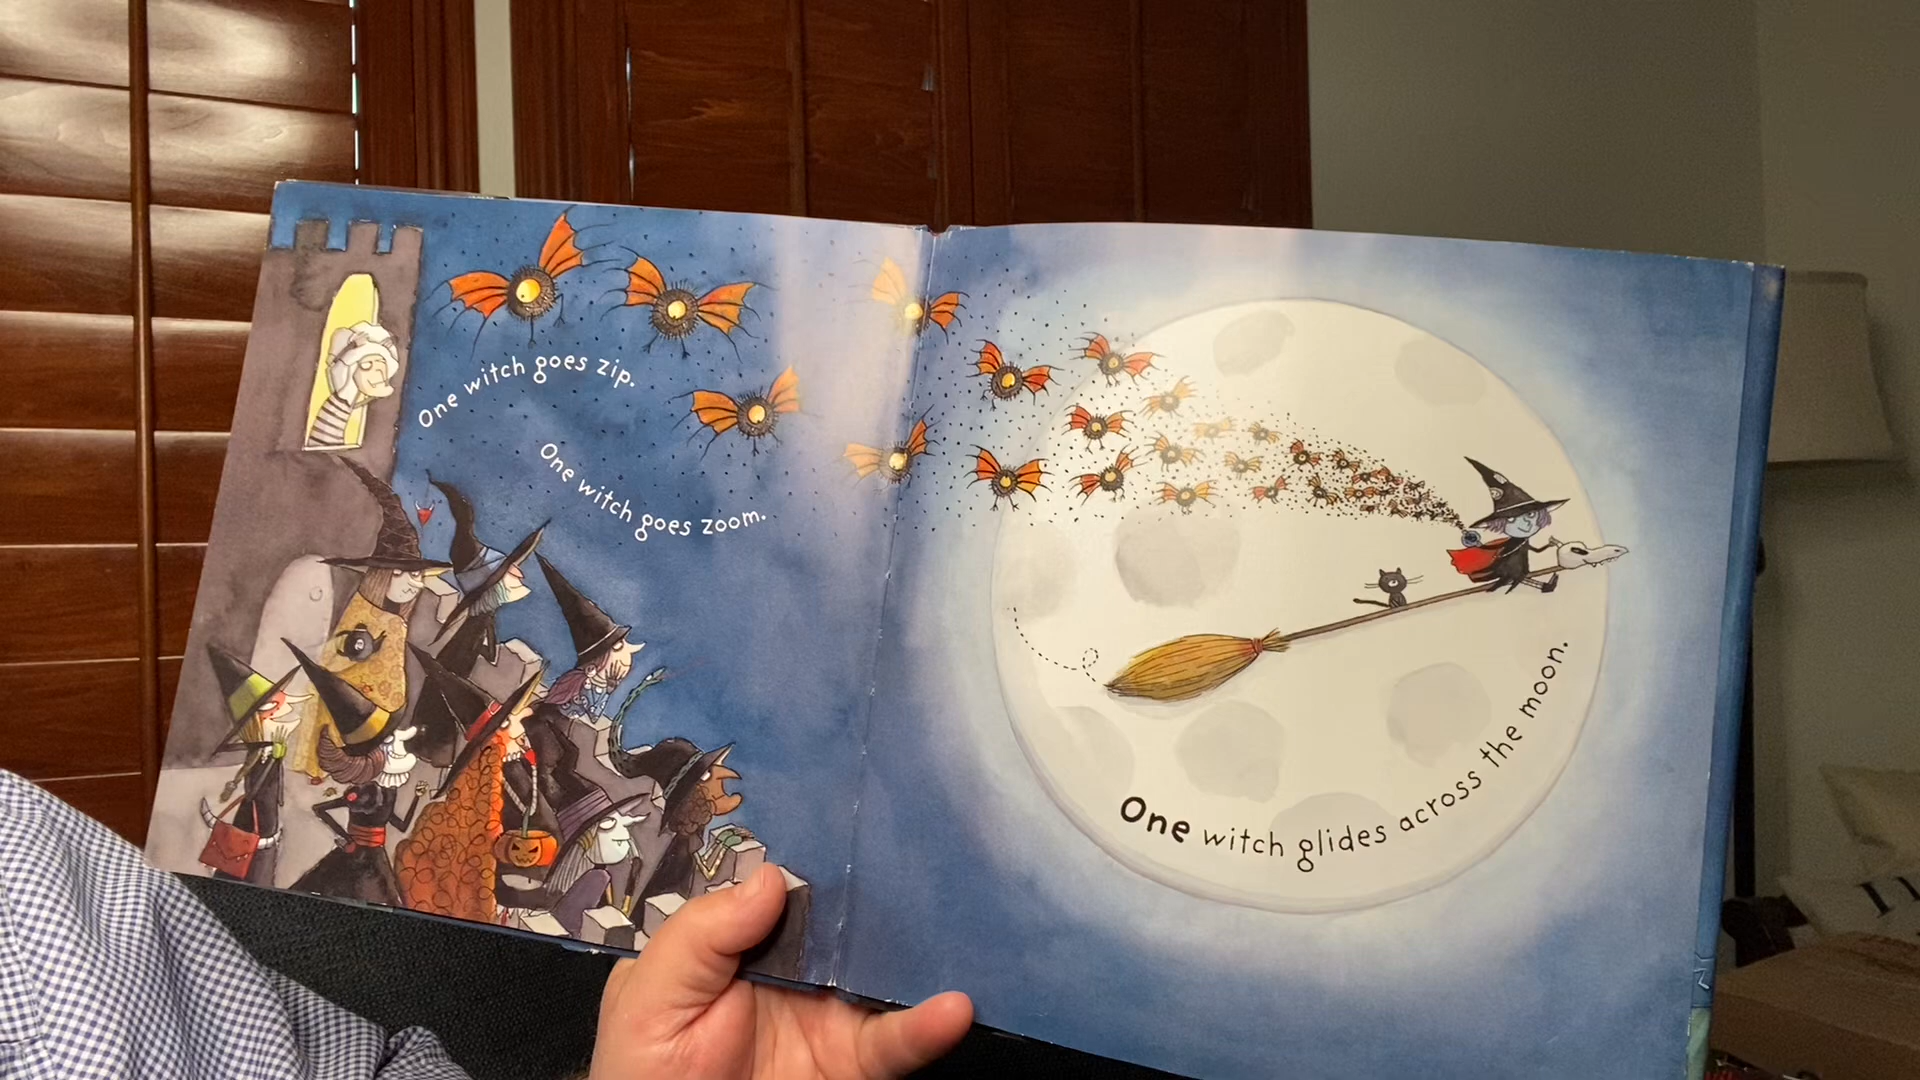 One witch goes zip.
One witch goes zoom.
One witch glides across the moon.